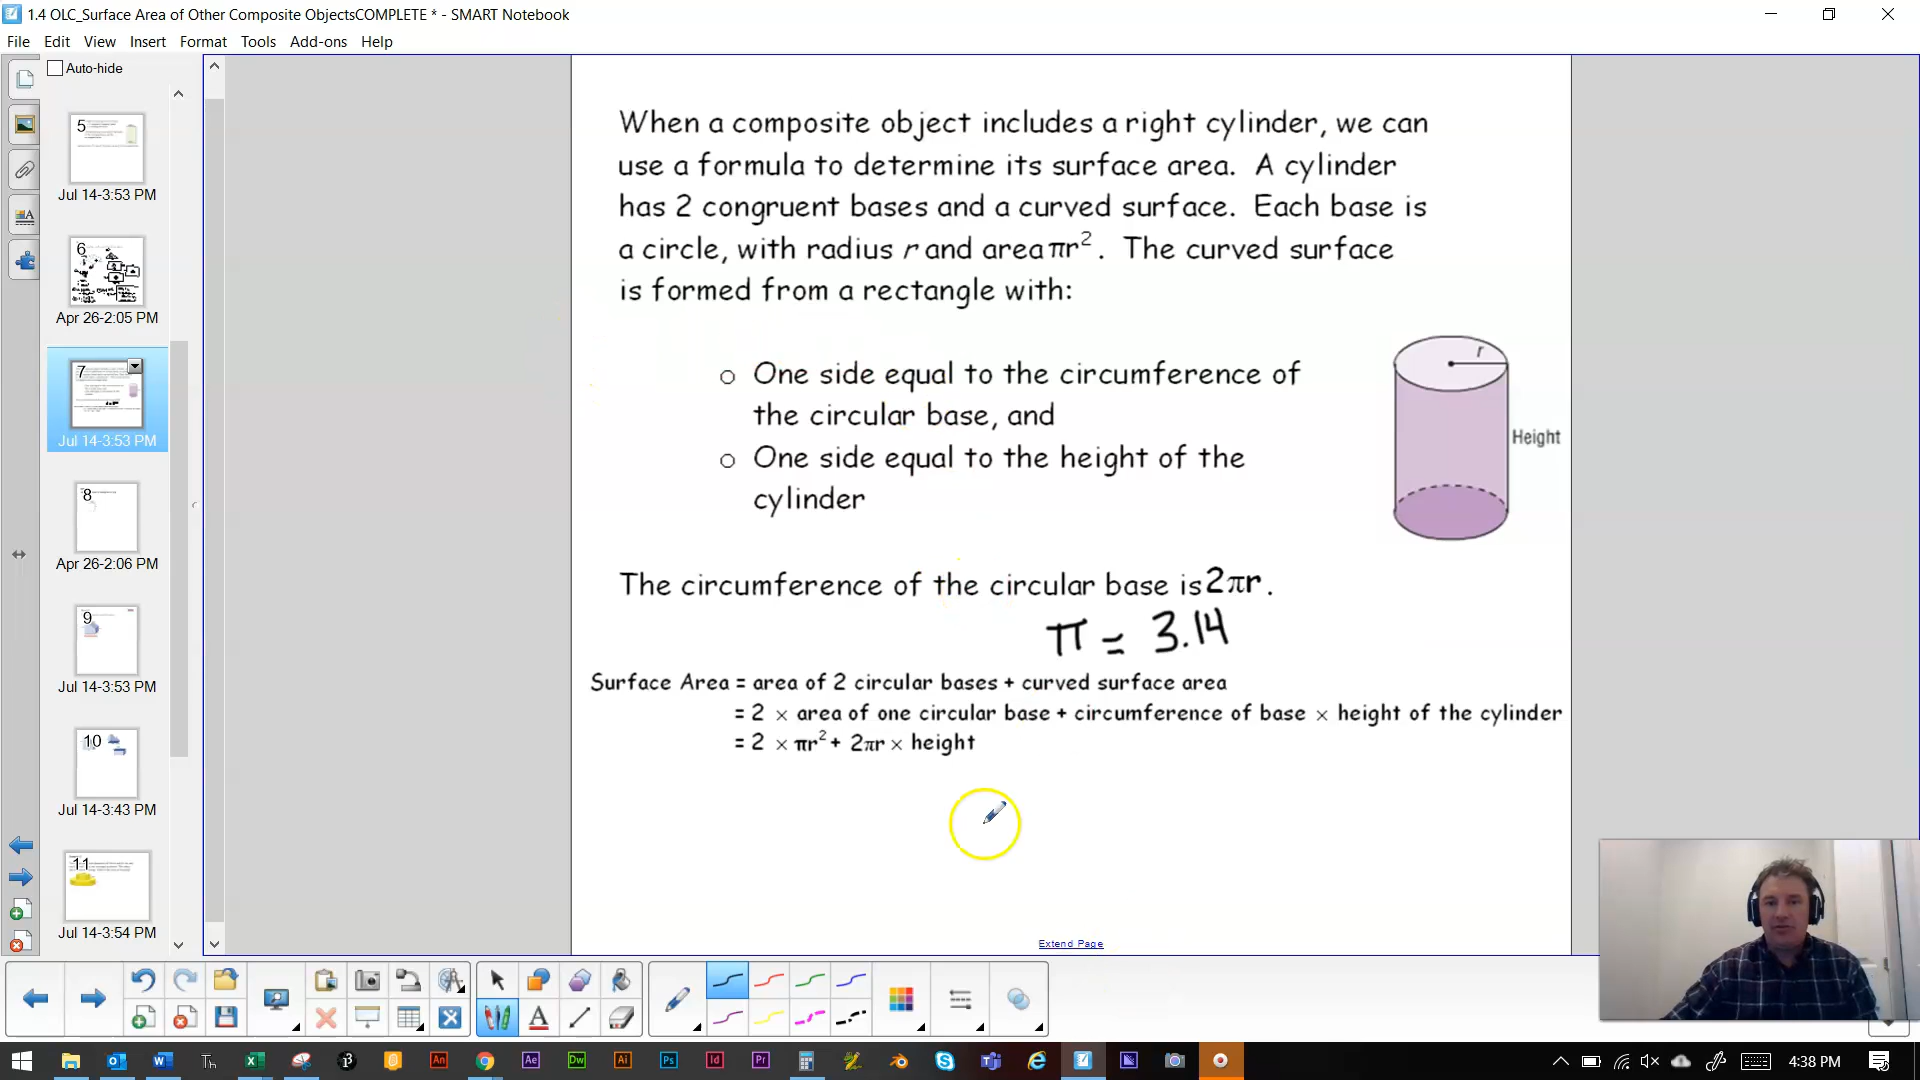 1.4 OLC_Surface Area of Other Composite ObjectsCOMPLETE * - SMART Notebook
File Edit View Insert Format Tools Add-ons Help
Auto-hide
5
Jul 14-3:53 PM
6
Apr 26-2:05 PM
7
Jul 14-3:53 PM
8
Apr 26-2:06 PM
9
Jul 14-3:53 PM
10
Jul 14-3:43 PM
11
Jul 14-3:54 PM
When a composite object includes a right cylinder, we can
use a formula to determine its surface area. A cylinder
has 2 congruent bases and a curved surface. Each base is
a circle, with radius r and area πr². The curved surface
is formed from a rectangle with:
o One side equal to the circumference of
the circular base, and
o One side equal to the height of the
cylinder
r
Height
The circumference of the circular base is 2πr.
π = 3.14
Surface Area = area of 2 circular bases + curved surface area
= 2 × area of one circular base + circumference of base × height of the cylinder
= 2 × πr² + 2πr × height
Extend Page
4:38 PM